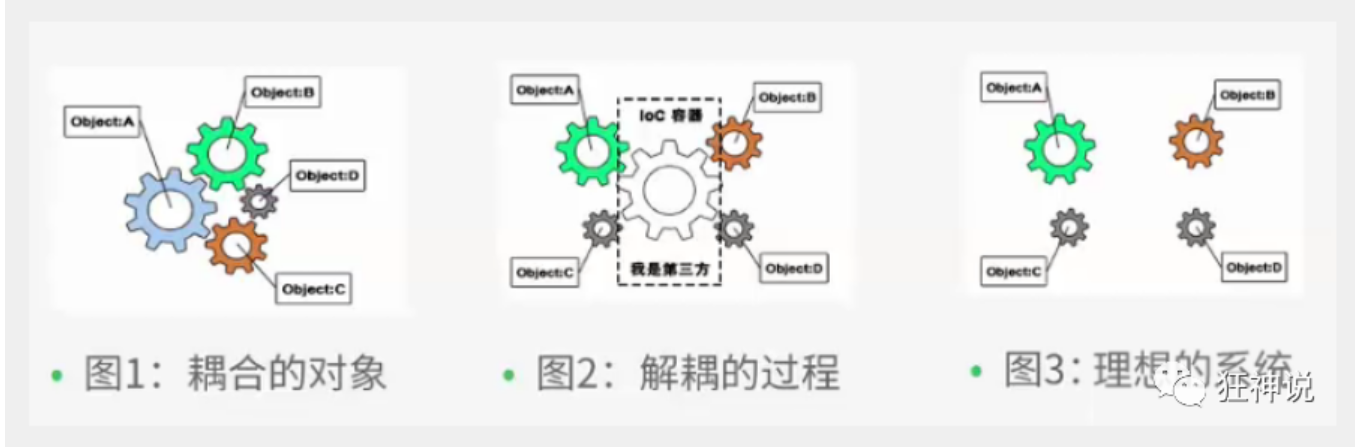 Object:A
Object:B
Object:D
Object:C
图1：耦合的对象
Object:A
IoC 容器
Object:B
Object:C
我是第三方
Object:D
图2：解耦的过程
Object:A
Object:B
Object:C
Object:D
图3：理想的系统
狂神说